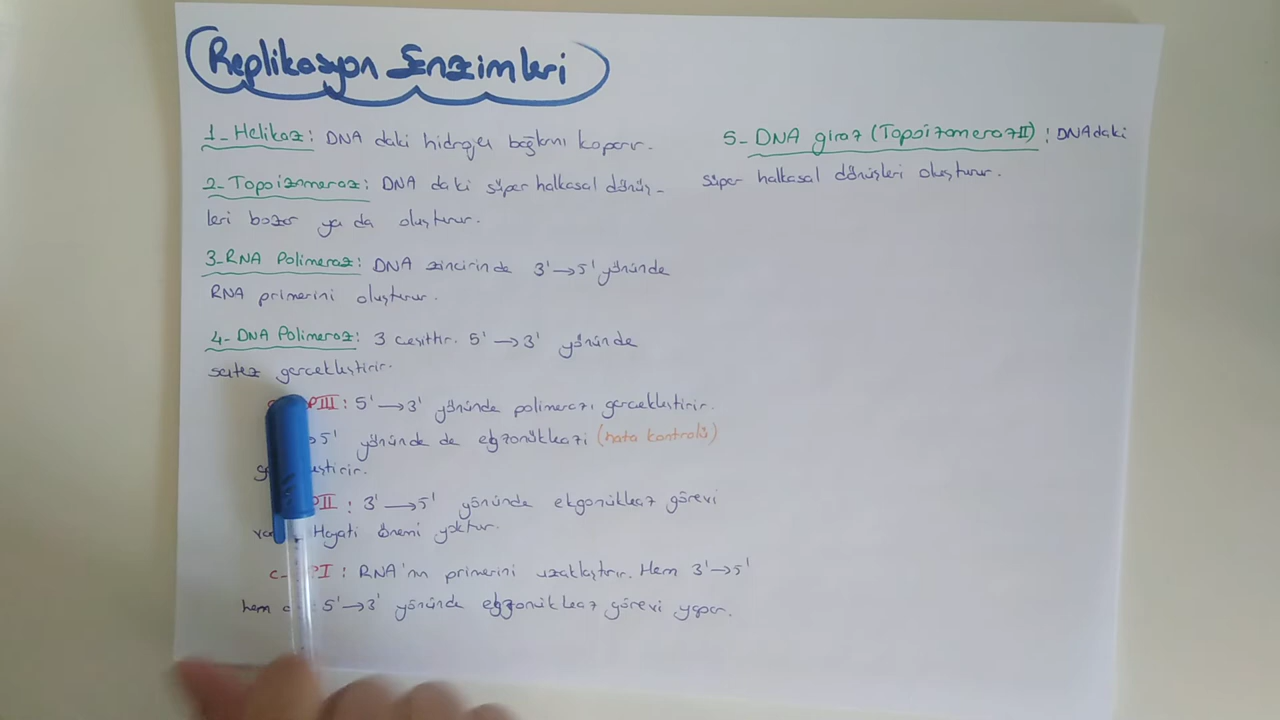 Replikasyon Enzimleri
1- Helikaz: DNA daki hidrojen bağlarını koparır.
2- Topoizomeraz: DNA daki süper halkasal dönüş-
leri bozar ya da oluşturur.
3- RNA Polimeraz: DNA zincirinde 3' → 5' yönünde
RNA primerini oluşturur.
4- DNA Polimeraz: 3 çeşittir. 5' → 3' yönünde
sentez gerçekleştirir.
PIII: 5' → 3' yönünde polimerazı gerçekleştirir.
→ 5' yönünde de ekzonükleazi (hata kontrolü)
PII: 3' → 5' yönünde ekzonükleaz görevi
Hayati önemi yoktur.
c- PI: RNA'nın primerini uzaklaştırır. Hem 3' → 5'
hem 5' → 3' yönünde ekzonükleaz görevi yapar.
5- DNA giraz (Topoizomeraz II): DNA daki
süper halkasal dönüşleri oluşturur.